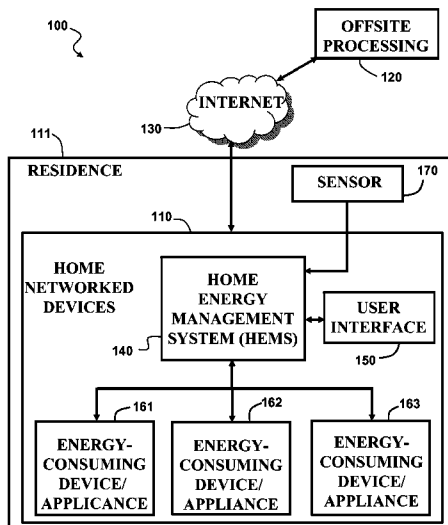 100
OFFSITE
PROCESSING
120
INTERNET
130
111
RESIDENCE
170
SENSOR
110
HOME
NETWORKED
DEVICES
HOME
ENERGY
MANAGEMENT
SYSTEM (HEMS)
140
USER
INTERFACE
150
161
162
163
ENERGY-
CONSUMING
DEVICE/
APPLICANCE
ENERGY-
CONSUMING
DEVICE/
APPLIANCE
ENERGY-
CONSUMING
DEVICE/
APPLIANCE